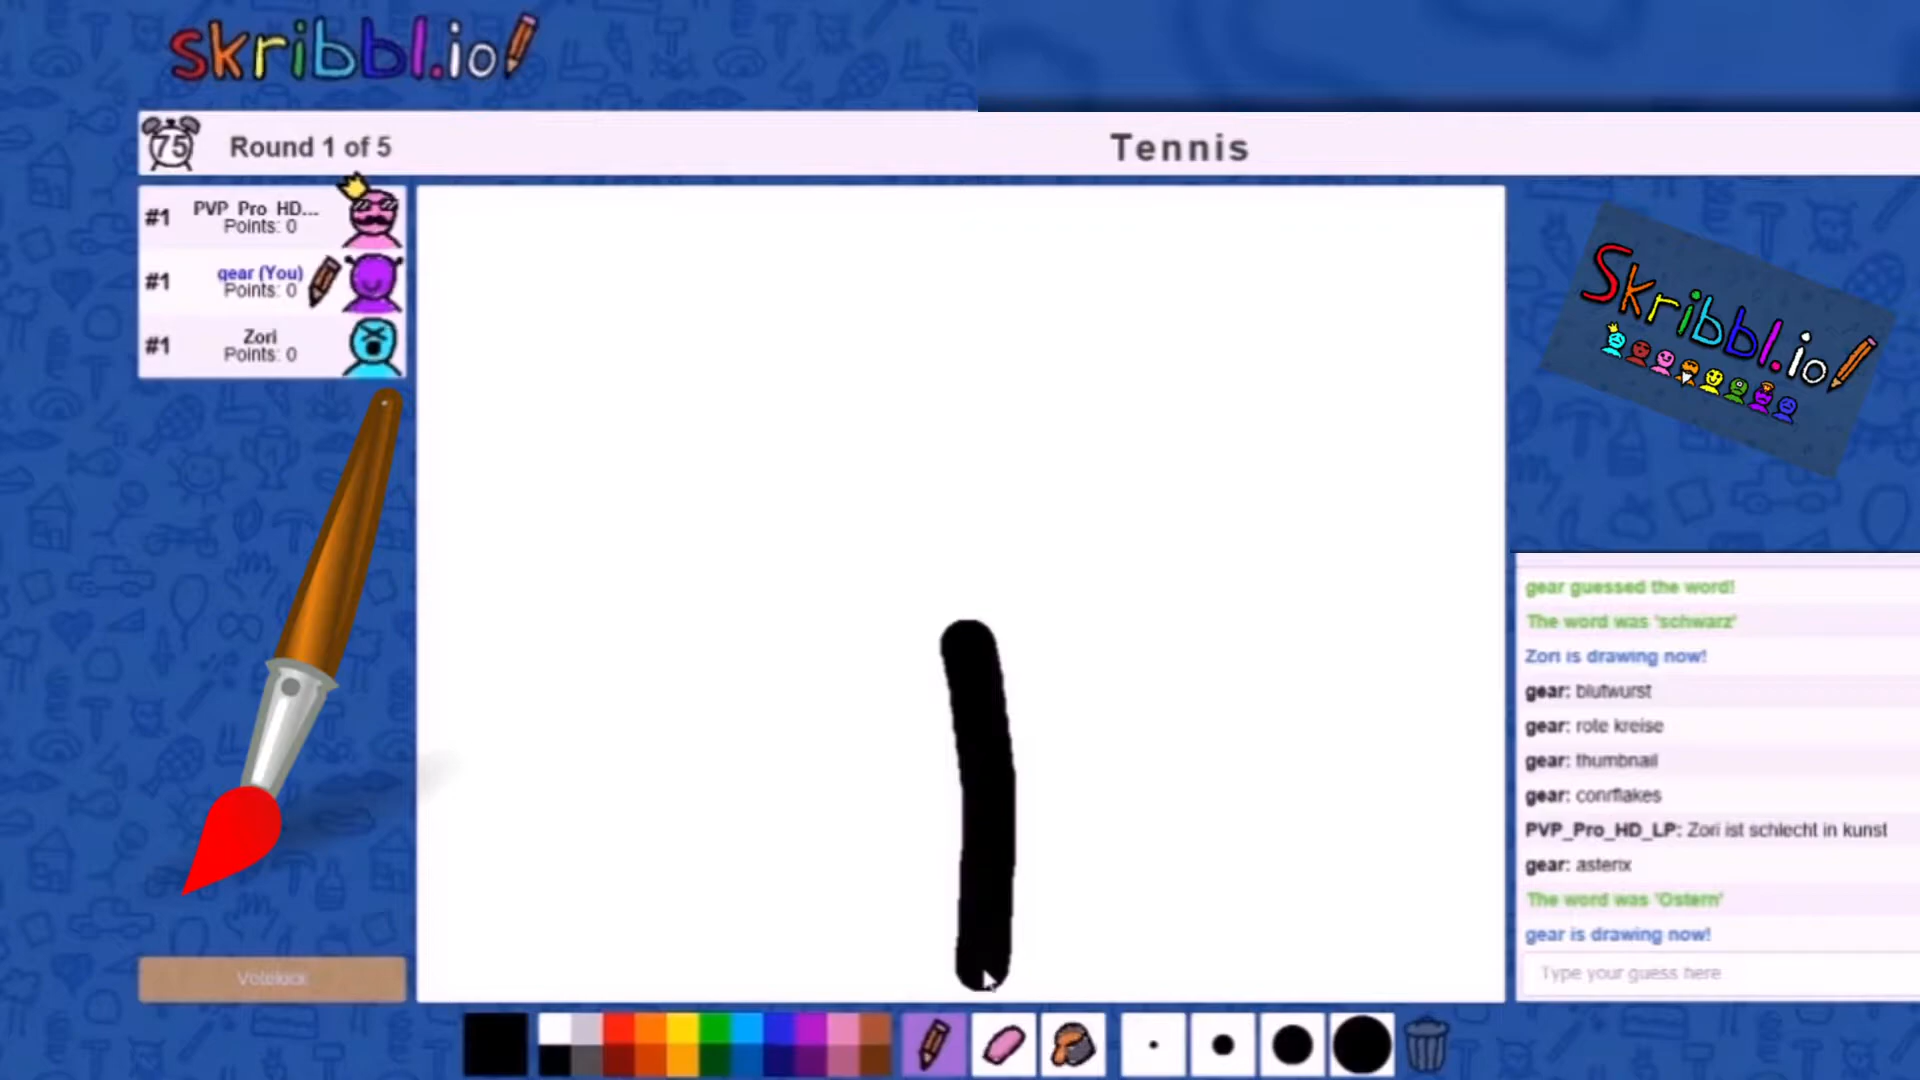 skribbl.io
75
Round 1 of 5
Tennis
#1
PVP_Pro_HD...
Points: 0
#1
gear (You)
Points: 0
#1
Zori
Points: 0
Skribbl.io
gear guessed the word!
The word was 'schwarz'
Zori is drawing now!
gear: blutwurst
gear: rote kreise
gear: thumbnail
gear: conrflakes
PVP_Pro_HD_LP: Zori ist schlecht in kunst
gear: asterix
The word was 'Ostern'
gear is drawing now!
Type your guess here
Votekick